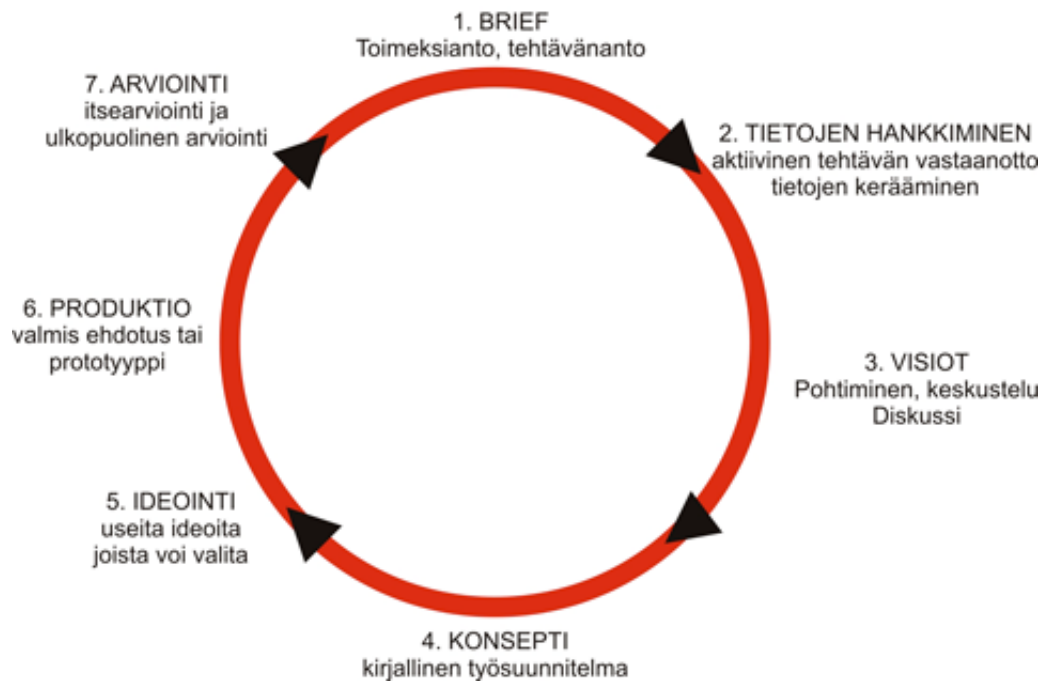 1. BRIEF
Toimeksianto, tehtävänanto
2. TIETOJEN HANKKIMINEN
aktiivinen tehtävän vastaanotto
tietojen kerääminen
3. VISIOT
Pohtiminen, keskustelu
Diskussi
4. KONSEPTI
kirjallinen työsuunnitelma
5. IDEOINTI
useita ideoita
joista voi valita
6. PRODUKTIO
valmis ehdotus tai
prototyyppi
7. ARVIOINTI
itsearviointi ja
ulkopuolinen arviointi